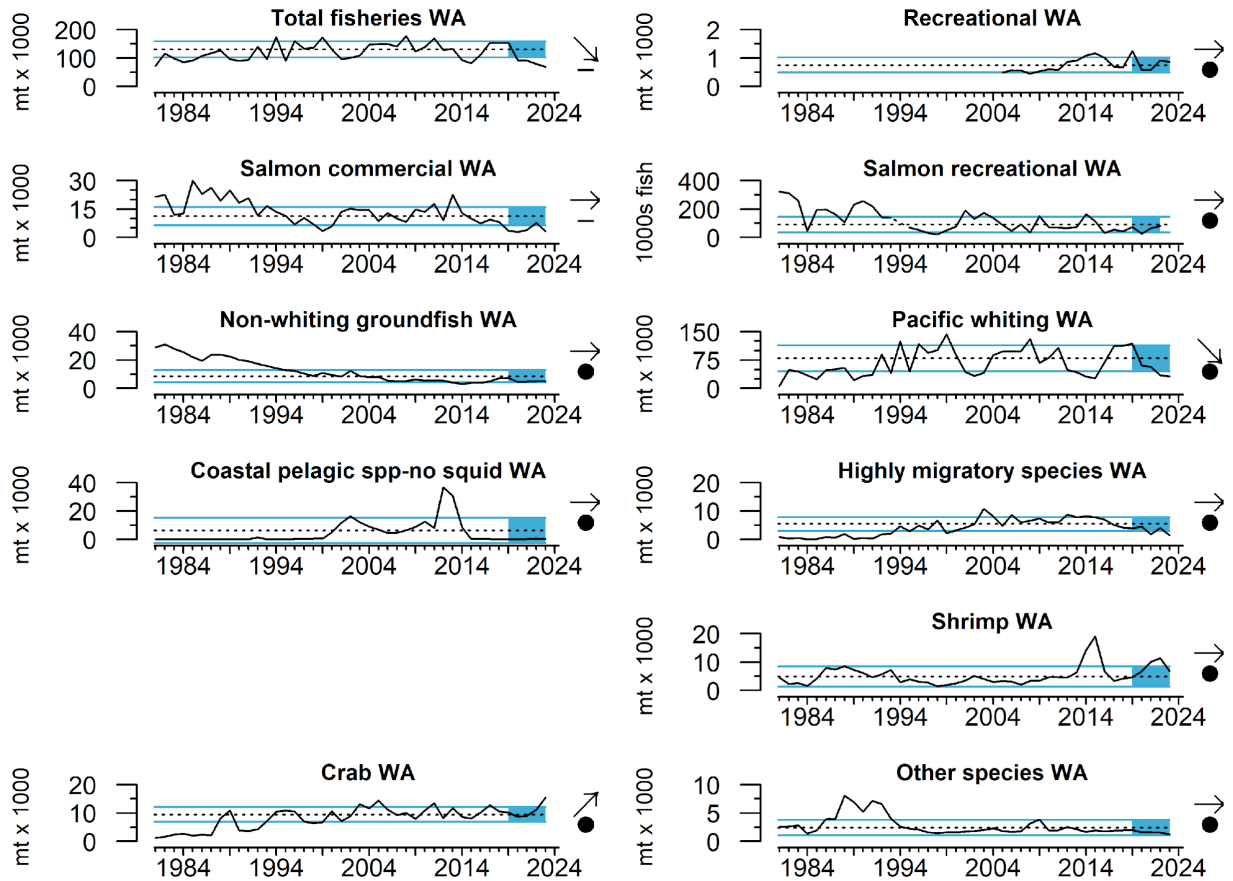 Total fisheries WA
mt x 1000
200
100
0
1984 1994 2004 2014 2024
Recreational WA
mt x 1000
2
1
0
1984 1994 2004 2014 2024
Salmon commercial WA
mt x 1000
30
15
0
1984 1994 2004 2014 2024
Salmon recreational WA
1000s fish
400
200
0
1984 1994 2004 2014 2024
Non-whiting groundfish WA
mt x 1000
40
20
0
1984 1994 2004 2014 2024
Pacific whiting WA
mt x 1000
150
75
0
1984 1994 2004 2014 2024
Coastal pelagic spp-no squid WA
mt x 1000
40
20
0
1984 1994 2004 2014 2024
Highly migratory species WA
mt x 1000
20
10
0
1984 1994 2004 2014 2024
Shrimp WA
mt x 1000
20
10
0
1984 1994 2004 2014 2024
Crab WA
mt x 1000
20
10
0
1984 1994 2004 2014 2024
Other species WA
mt x 1000
10
5
0
1984 1994 2004 2014 2024